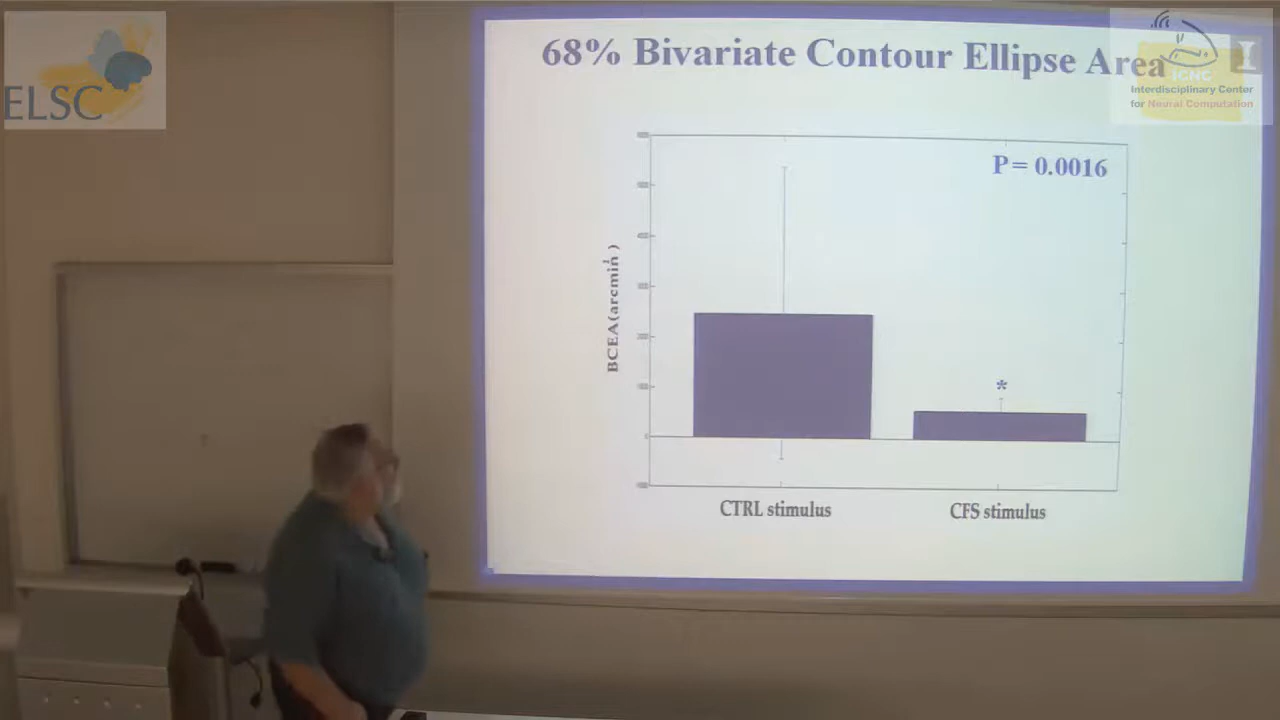 ELSC
68% Bivariate Contour Ellipse Area
ICNC
Interdisciplinary Center
for Neural Computation
P = 0.0016
BCEA(arcmin )
*
0
CTRL stimulus
CFS stimulus